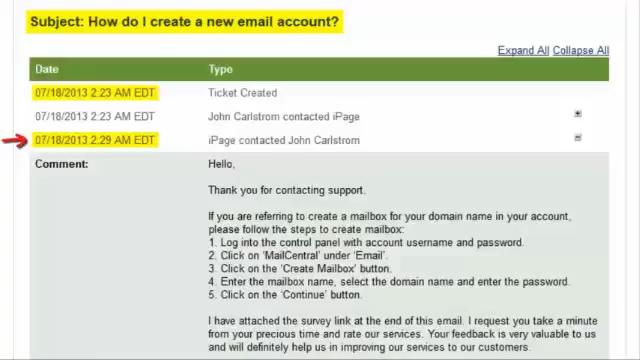 Subject: How do I create a new email account?
Expand All Collapse All
Date Type
07/18/2013 2:23 AM EDT Ticket Created
07/18/2013 2:23 AM EDT John Carlstrom contacted iPage
07/18/2013 2:29 AM EDT iPage contacted John Carlstrom
Comment: Hello,
Thank you for contacting support.
If you are referring to create a mailbox for your domain name in your account,
please follow the steps to create mailbox:
1. Log into the control panel with account username and password.
2. Click on ‘MailCentral’ under ‘Email’.
3. Click on the ‘Create Mailbox’ button.
4. Enter the mailbox name, select the domain name and enter the password.
5. Click on the ‘Continue’ button.
I have attached the survey link at the end of this email. I request you take a minute
from your precious time and rate our services. Your feedback is very valuable to us
and will definitely help us in improving our services to our customers.